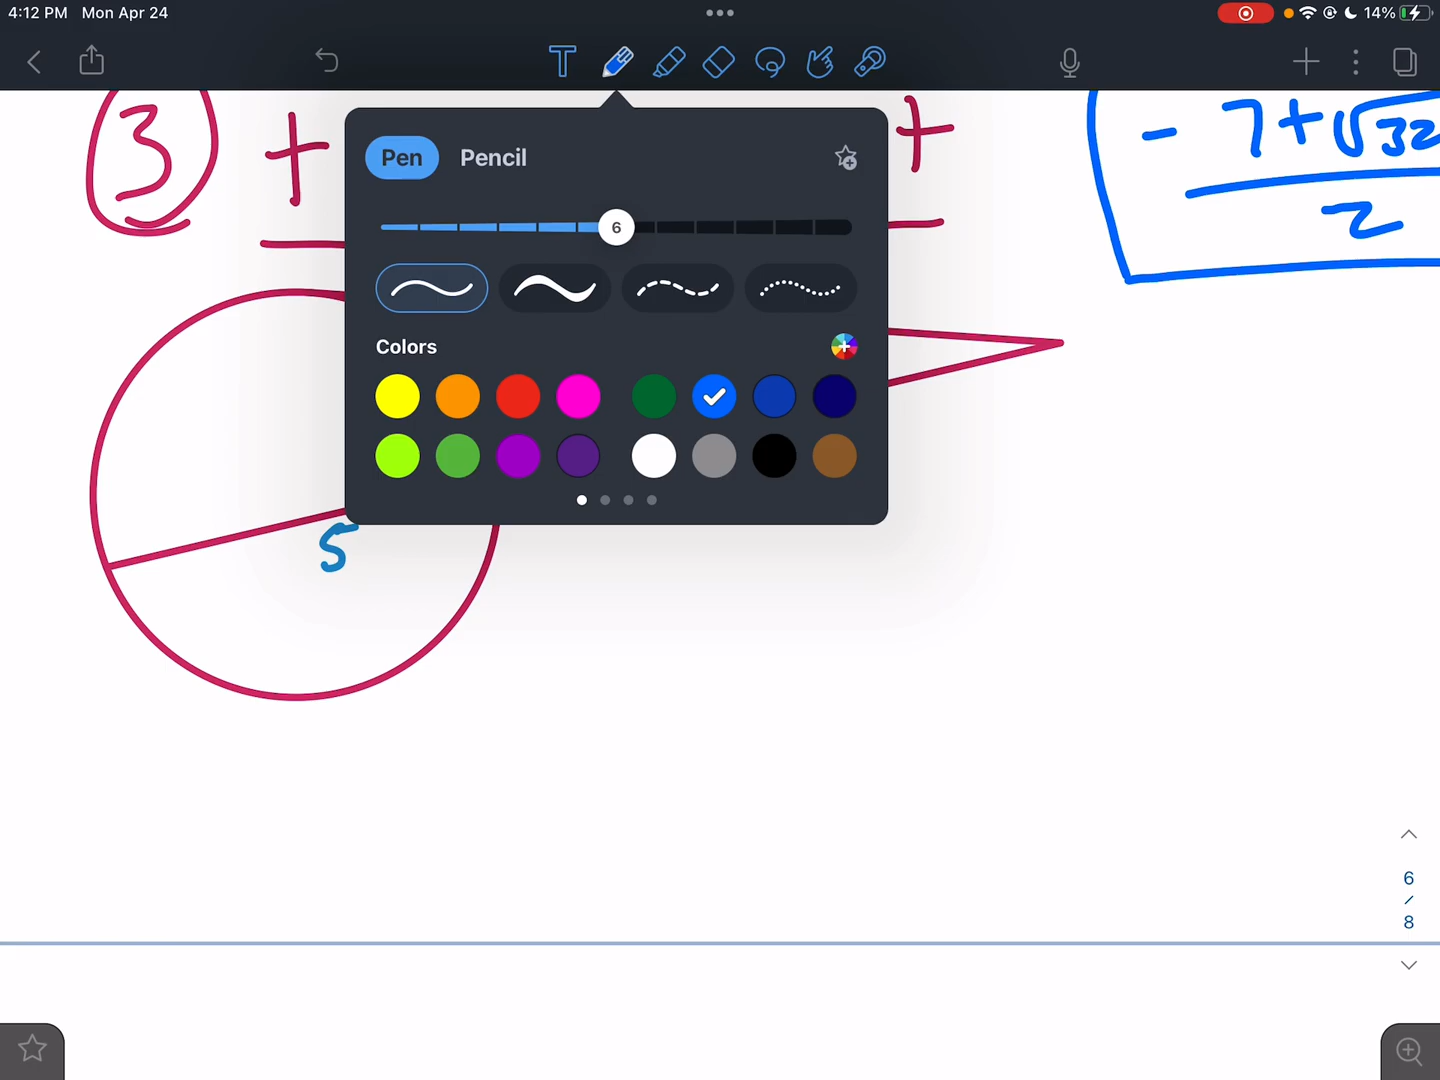 4:12 PM Mon Apr 24
14%
T
3 + +
- 7+√32
2
Pen Pencil
6
Colors
5
6
/
8